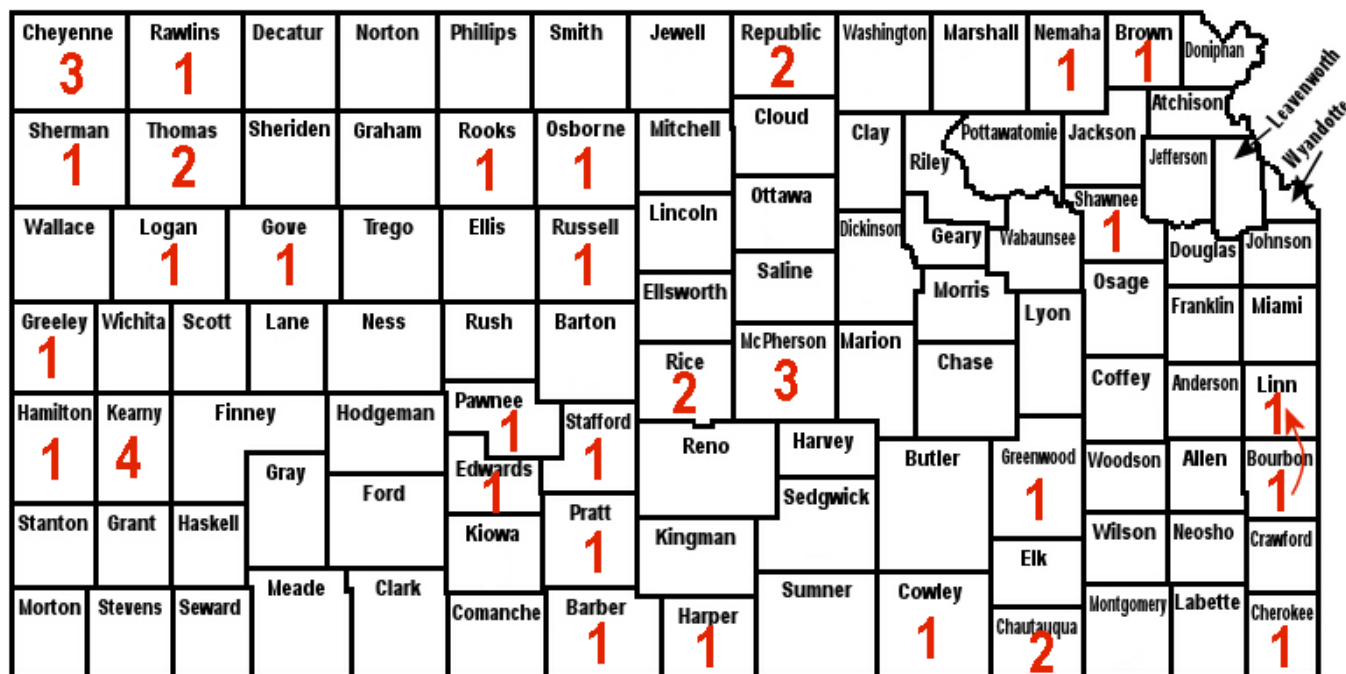 Cheyenne Rawlins Decatur Norton Phillips Smith Jewell Republic Washington Marshall Nemaha Brown Doniphan
3 1 2 1 1
Leavenworth
Wyandotte
Atchison
Sherman Thomas Sheriden Graham Rooks Osborne Mitchell Cloud Clay Riley Pottawatomie Jackson Jefferson
1 2 1 1
Wallace Logan Gove Trego Ellis Russell Lincoln Ottawa Dickinson Geary Wabaunsee Shawnee Douglas Johnson
1 1 1 1
Ellsworth Saline Morris Osage
Greeley Wichita Scott Lane Ness Rush Barton Lyon Franklin Miami
1
Rice McPherson Marion Chase Coffey Anderson Linn
2 3 1
Hamilton Kearny Finney Hodgeman Pawnee Stafford Reno Harvey Butler Greenwood Woodson Allen Bourbon
1 4 1 1 1 1
Gray Ford Edwards Sedgwick
1
Stanton Grant Haskell Kiowa Pratt Kingman Elk Wilson Neosho Crawford
1
Morton Stevens Seward Meade Clark Comanche Barber Harper Sumner Cowley Chautauqua Montgomery Labette Cherokee
1 1 1 2 1